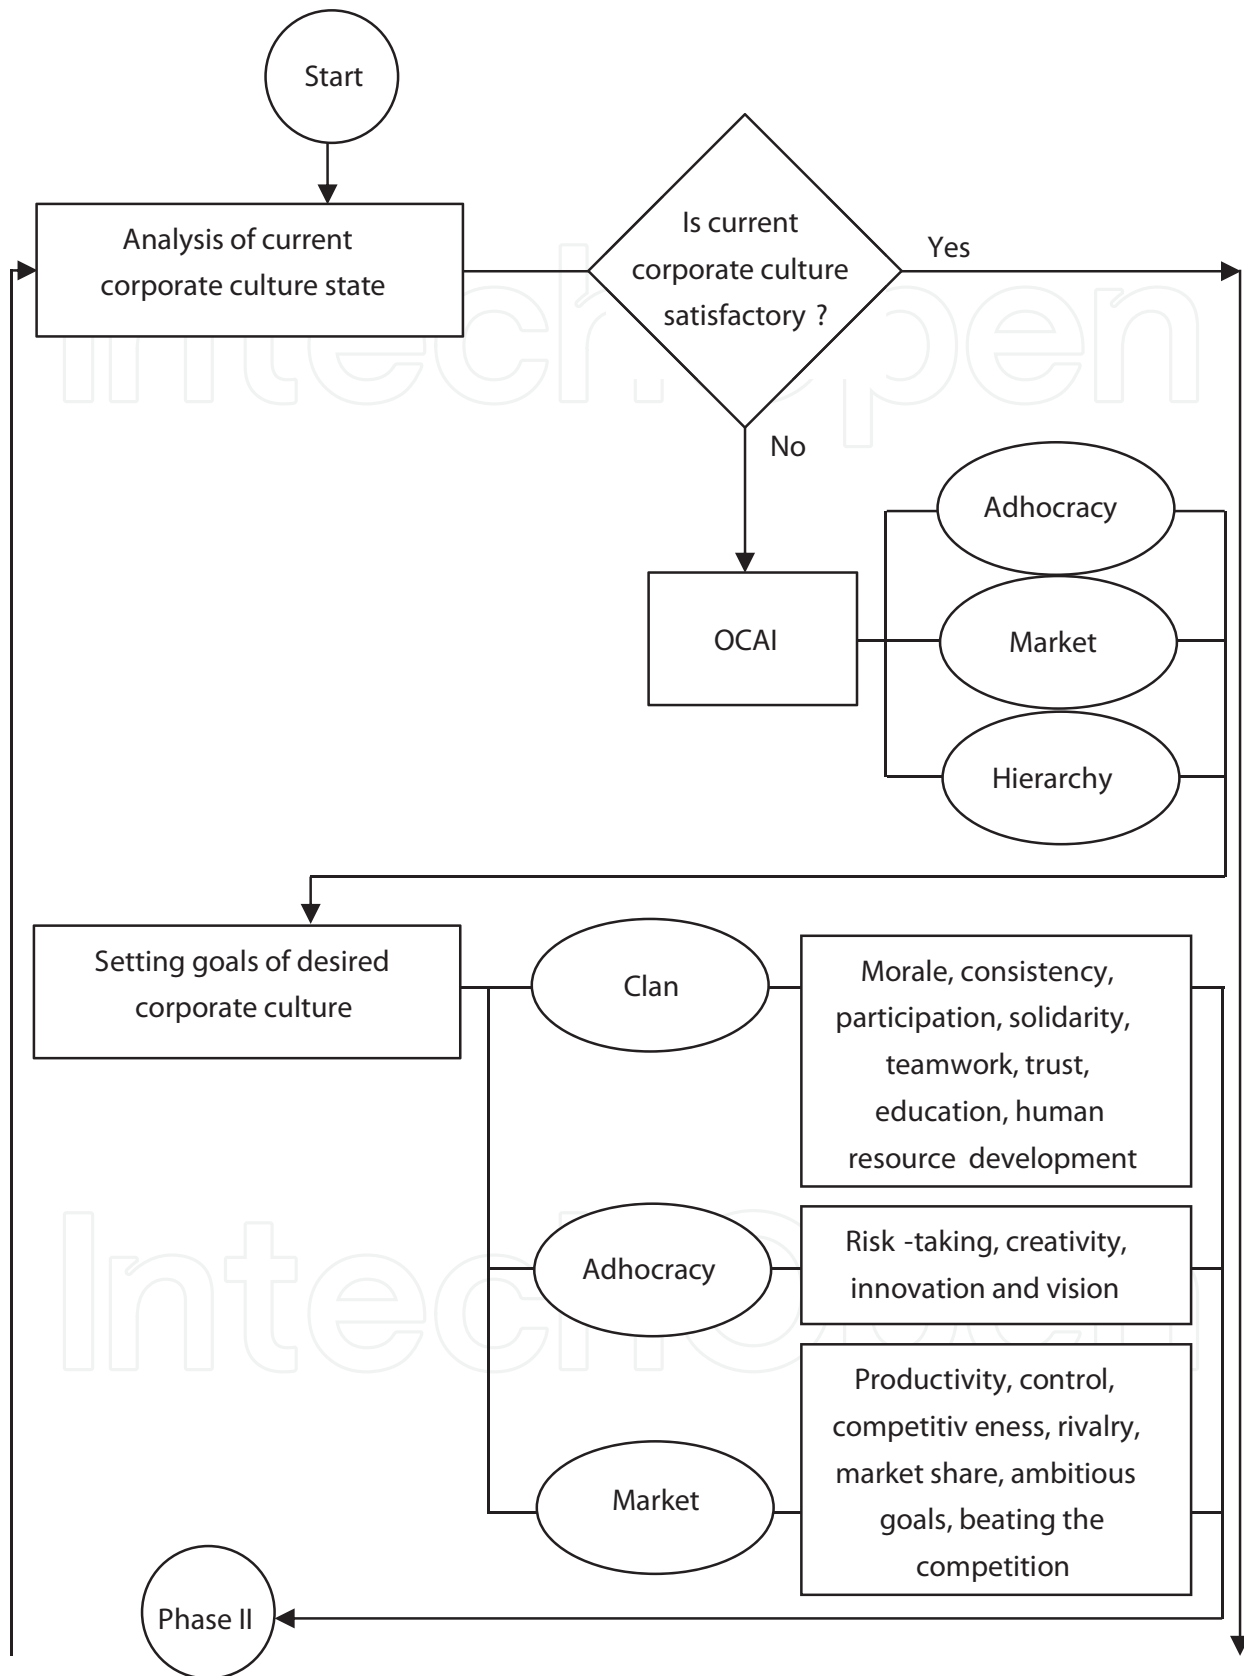 Start
Analysis of current
corporate culture state
Is current
corporate culture
satisfactory ?
Yes
No
OCAI
Adhocracy
Market
Hierarchy
Setting goals of desired
corporate culture
Clan
Morale, consistency,
participation, solidarity,
teamwork, trust,
education, human
resource development
Adhocracy
Risk -taking, creativity,
innovation and vision
Market
Productivity, control,
competitiv eness, rivalry,
market share, ambitious
goals, beating the
competition
Phase II
IntechOpen
IntechOpen